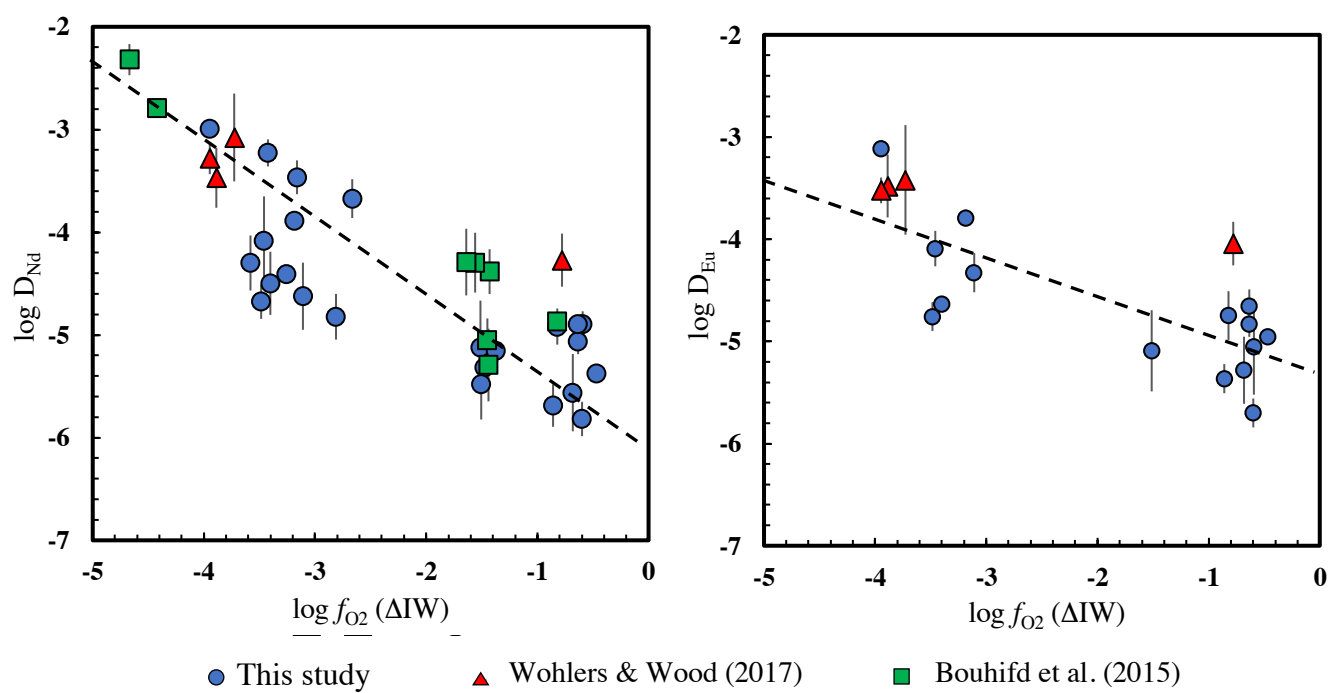 -2
-3
-4
-5
-6
-7
log D_Nd
-5 -4 -3 -2 -1 0
log f_O2 (ΔIW)
-2
-3
-4
-5
-6
-7
log D_Eu
-5 -4 -3 -2 -1 0
log f_O2 (ΔIW)
This study Wohlers & Wood (2017) Bouhifd et al. (2015)